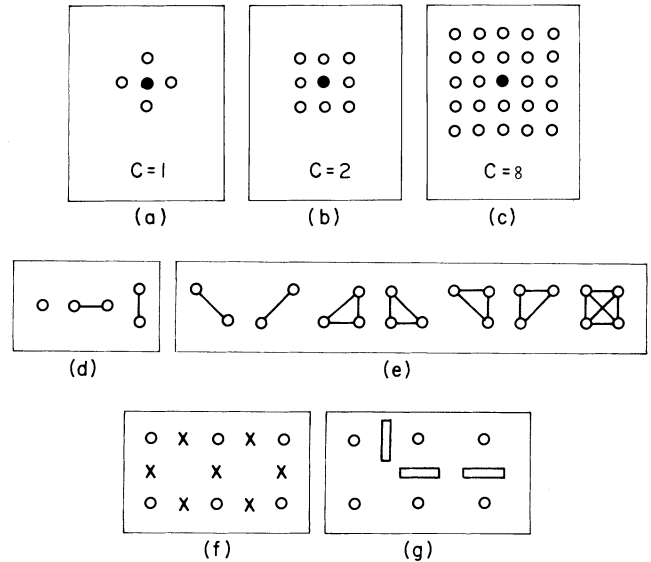 C=1
C=2
C=8
(a)
(b)
(c)
(d)
(e)
X X
X X X
X X
(f)
(g)